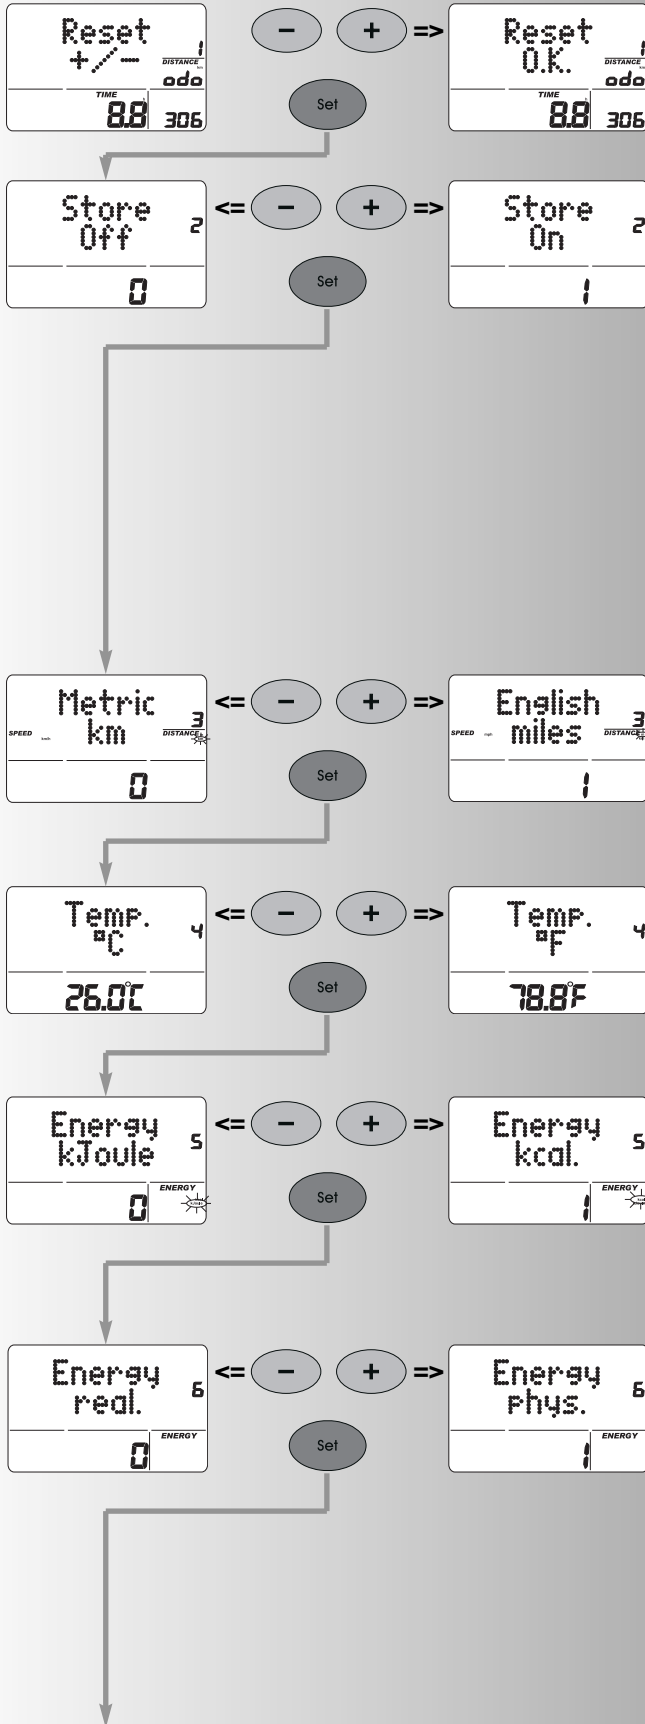 Reset
+/-
1
DISTANCE
km
odo
TIME
h
8.8
306
− + =>
Set
Reset
O.K.
1
DISTANCE
odo
TIME
h
8.8
306
Store
Off
2
0
<= − + =>
Set
Store
On
2
1
Metric
km
3
SPEED
km/h
DISTANCE
0
<= − + =>
Set
English
miles
3
SPEED
mph
DISTANCE
1
Temp.
°C
4
26.0°C
<= − + =>
Set
Temp.
°F
4
78.8°F
Energy
kJoule
5
ENERGY
0
<= − + =>
Set
Energy
kcal.
5
ENERGY
1
Energy
real.
6
ENERGY
0
<= − + =>
Set
Energy
phys.
6
ENERGY
1